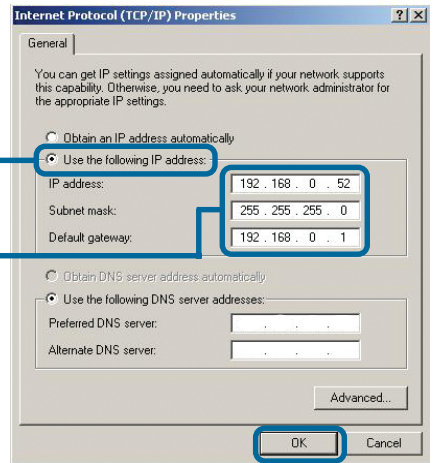 Internet Protocol (TCP/IP) Properties
General
You can get IP settings assigned automatically if your network supports
this capability. Otherwise, you need to ask your network administrator for
the appropriate IP settings.
Obtain an IP address automatically
Use the following IP address:
IP address: 192 . 168 . 0 . 52
Subnet mask: 255 . 255 . 255 . 0
Default gateway: 192 . 168 . 0 . 1
Obtain DNS server address automatically
Use the following DNS server addresses:
Preferred DNS server: . . .
Alternate DNS server: . . .
Advanced...
OK Cancel